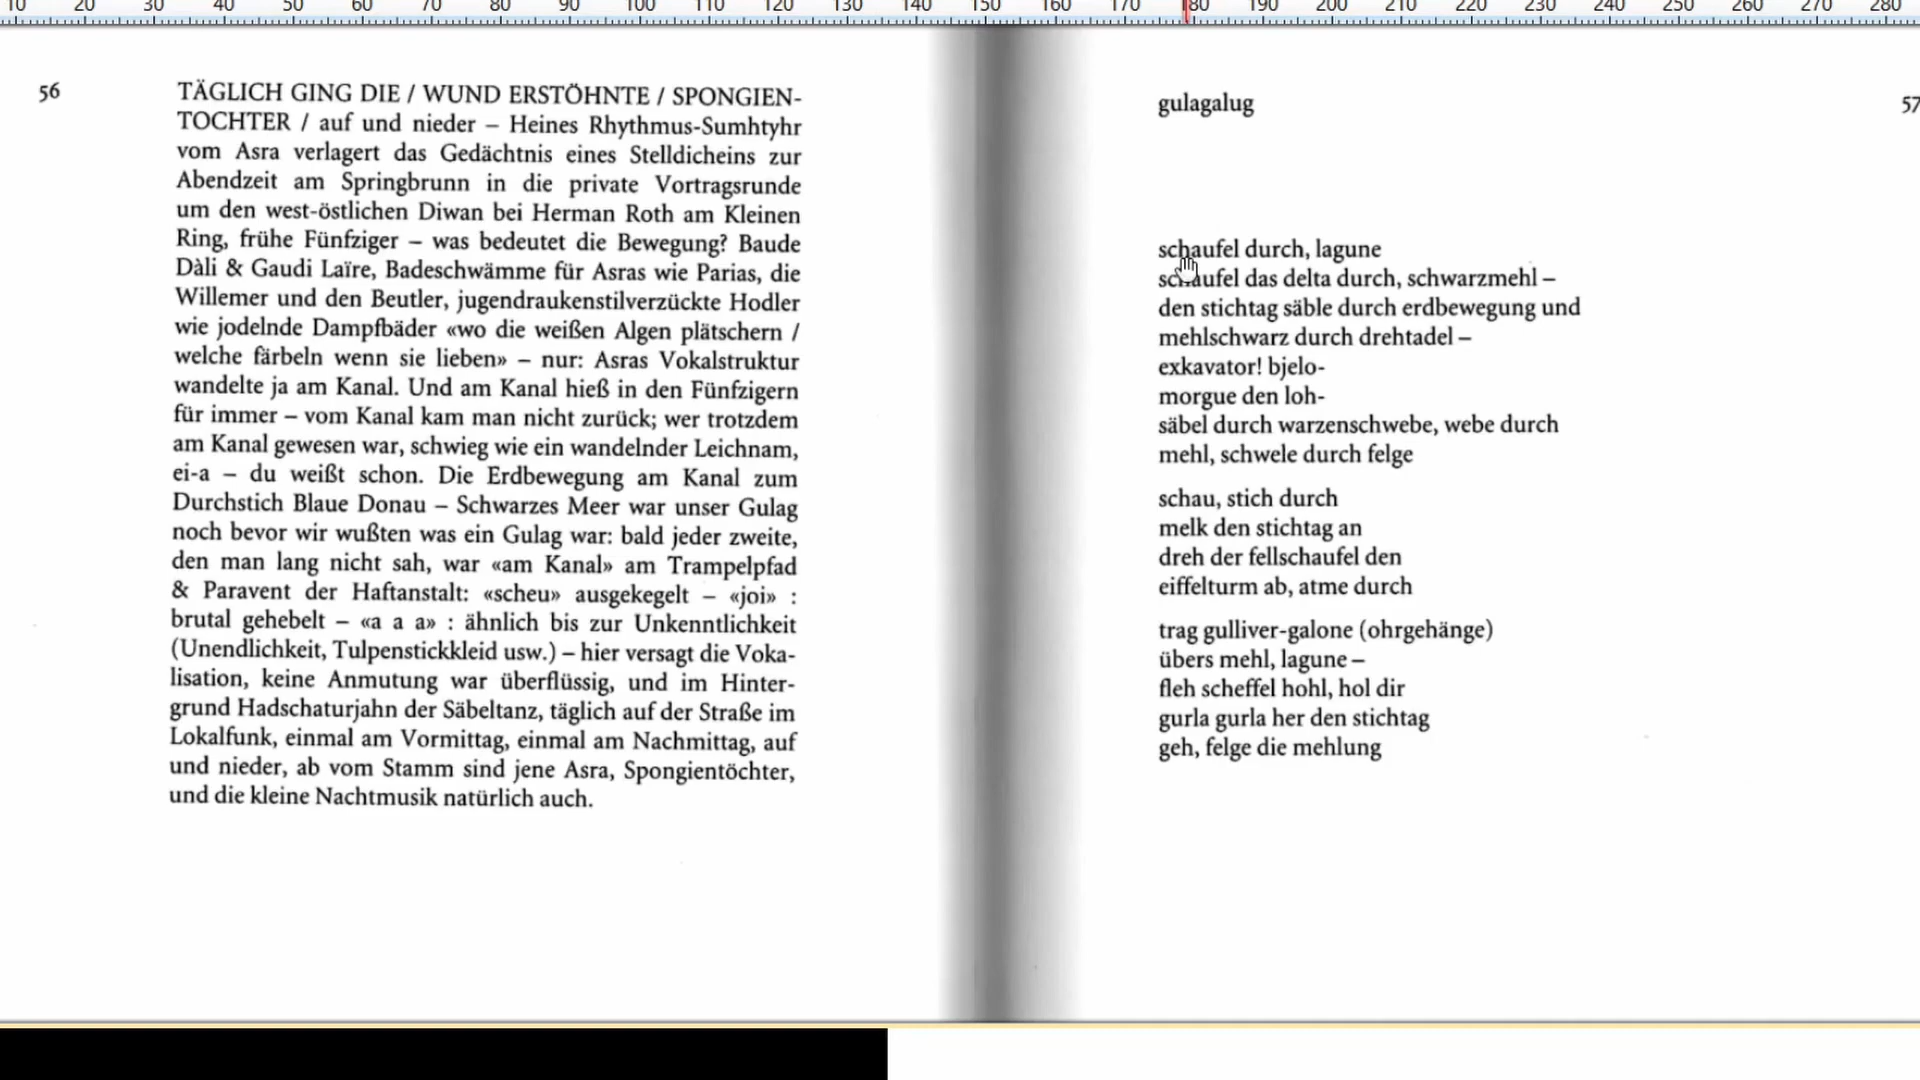 10 20 30 40 50 60 70 80 90 100 110 120 130 140 150 160 170 80 190 200 210 220 230 240 250 260 270 280
56
TÄGLICH GING DIE / WUND ERSTÖHNTE / SPONGIEN-
TOCHTER / auf und nieder – Heines Rhythmus-Sumhtyhr
vom Asra verlagert das Gedächtnis eines Stelldicheins zur
Abendzeit am Springbrunn in die private Vortragsrunde
um den west-östlichen Diwan bei Herman Roth am Kleinen
Ring, frühe Fünfziger – was bedeutet die Bewegung? Baude
Dàli & Gaudi Laïre, Badeschwämme für Asras wie Parias, die
Willemer und den Beutler, jugendraukenstilverzückte Hodler
wie jodelnde Dampfbäder «wo die weißen Algen plätschern /
welche färbeln wenn sie lieben» – nur: Asras Vokalstruktur
wandelte ja am Kanal. Und am Kanal hieß in den Fünfzigern
für immer – vom Kanal kam man nicht zurück; wer trotzdem
am Kanal gewesen war, schwieg wie ein wandelnder Leichnam,
ei-a – du weißt schon. Die Erdbewegung am Kanal zum
Durchstich Blaue Donau – Schwarzes Meer war unser Gulag
noch bevor wir wußten was ein Gulag war: bald jeder zweite,
den man lang nicht sah, war «am Kanal» am Trampelpfad
& Paravent der Haftanstalt: «scheu» ausgekegelt – «joi» :
brutal gehebelt – «a a a» : ähnlich bis zur Unkenntlichkeit
(Unendlichkeit, Tulpenstickkleid usw.) – hier versagt die Voka-
lisation, keine Anmutung war überflüssig, und im Hinter-
grund Hadschaturjahn der Säbeltanz, täglich auf der Straße im
Lokalfunk, einmal am Vormittag, einmal am Nachmittag, auf
und nieder, ab vom Stamm sind jene Asra, Spongientöchter,
und die kleine Nachtmusik natürlich auch.
gulagalug
57
schaufel durch, lagune
schaufel das delta durch, schwarzmehl –
den stichtag säble durch erdbewegung und
mehlschwarz durch drehtadel –
exkavator! bjelo-
morgue den loh-
säbel durch warzenschwebe, webe durch
mehl, schwele durch felge
schau, stich durch
melk den stichtag an
dreh der fellschaufel den
eiffelturm ab, atme durch
trag gulliver-galone (ohrgehänge)
übers mehl, lagune –
fleh scheffel hohl, hol dir
gurla gurla her den stichtag
geh, felge die mehlung